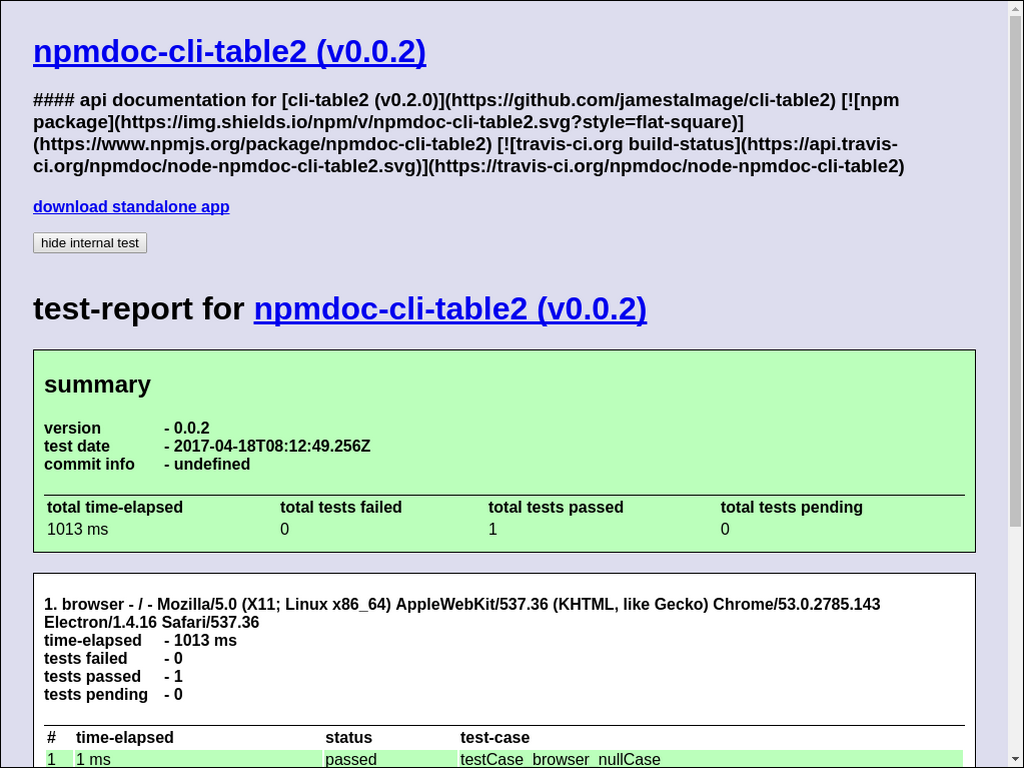 npmdoc-cli-table2 (v0.0.2)
#### api documentation for [cli-table2 (v0.2.0)](https://github.com/jamestalmage/cli-table2) [![npm
package](https://img.shields.io/npm/v/npmdoc-cli-table2.svg?style=flat-square)]
(https://www.npmjs.org/package/npmdoc-cli-table2) [![travis-ci.org build-status](https://api.travis-
ci.org/npmdoc/node-npmdoc-cli-table2.svg)](https://travis-ci.org/npmdoc/node-npmdoc-cli-table2)
download standalone app
hide internal test
test-report for npmdoc-cli-table2 (v0.0.2)
summary
version - 0.0.2
test date - 2017-04-18T08:12:49.256Z
commit info - undefined
total time-elapsed total tests failed total tests passed total tests pending
1013 ms 0 1 0
1. browser - / - Mozilla/5.0 (X11; Linux x86_64) AppleWebKit/537.36 (KHTML, like Gecko) Chrome/53.0.2785.143
Electron/1.4.16 Safari/537.36
time-elapsed - 1013 ms
tests failed - 0
tests passed - 1
tests pending - 0
# time-elapsed status test-case
1 1 ms passed testCase_browser_nullCase